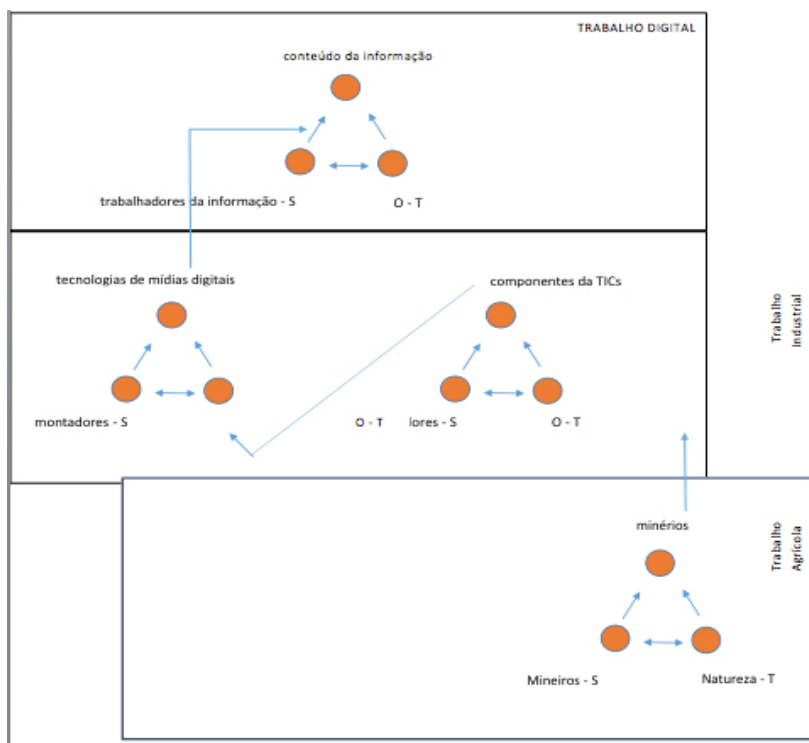 TRABALHO DIGITAL
conteúdo da informação
trabalhadores da informação - S
O - T
tecnologias de mídias digitais
componentes da TICs
Trabalho
Industrial
montadores - S
O - T
lores - S
O - T
minérios
Trabalho
Agrícola
Mineiros - S
Natureza - T